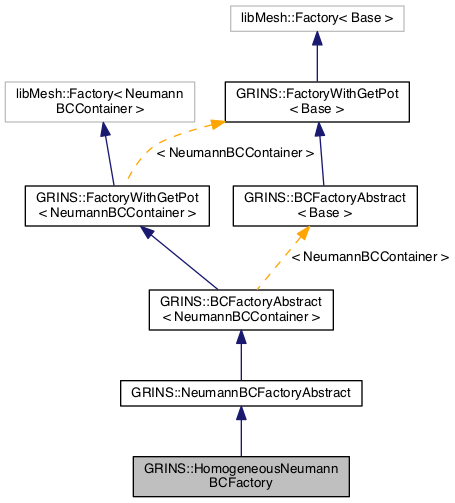 libMesh::Factory< Base >
libMesh::Factory< Neumann
BCContainer >
GRINS::FactoryWithGetPot
< Base >
< NeumannBCContainer >
GRINS::FactoryWithGetPot
< NeumannBCContainer >
GRINS::BCFactoryAbstract
< Base >
< NeumannBCContainer >
GRINS::BCFactoryAbstract
< NeumannBCContainer >
GRINS::NeumannBCFactoryAbstract
GRINS::HomogeneousNeumann
BCFactory